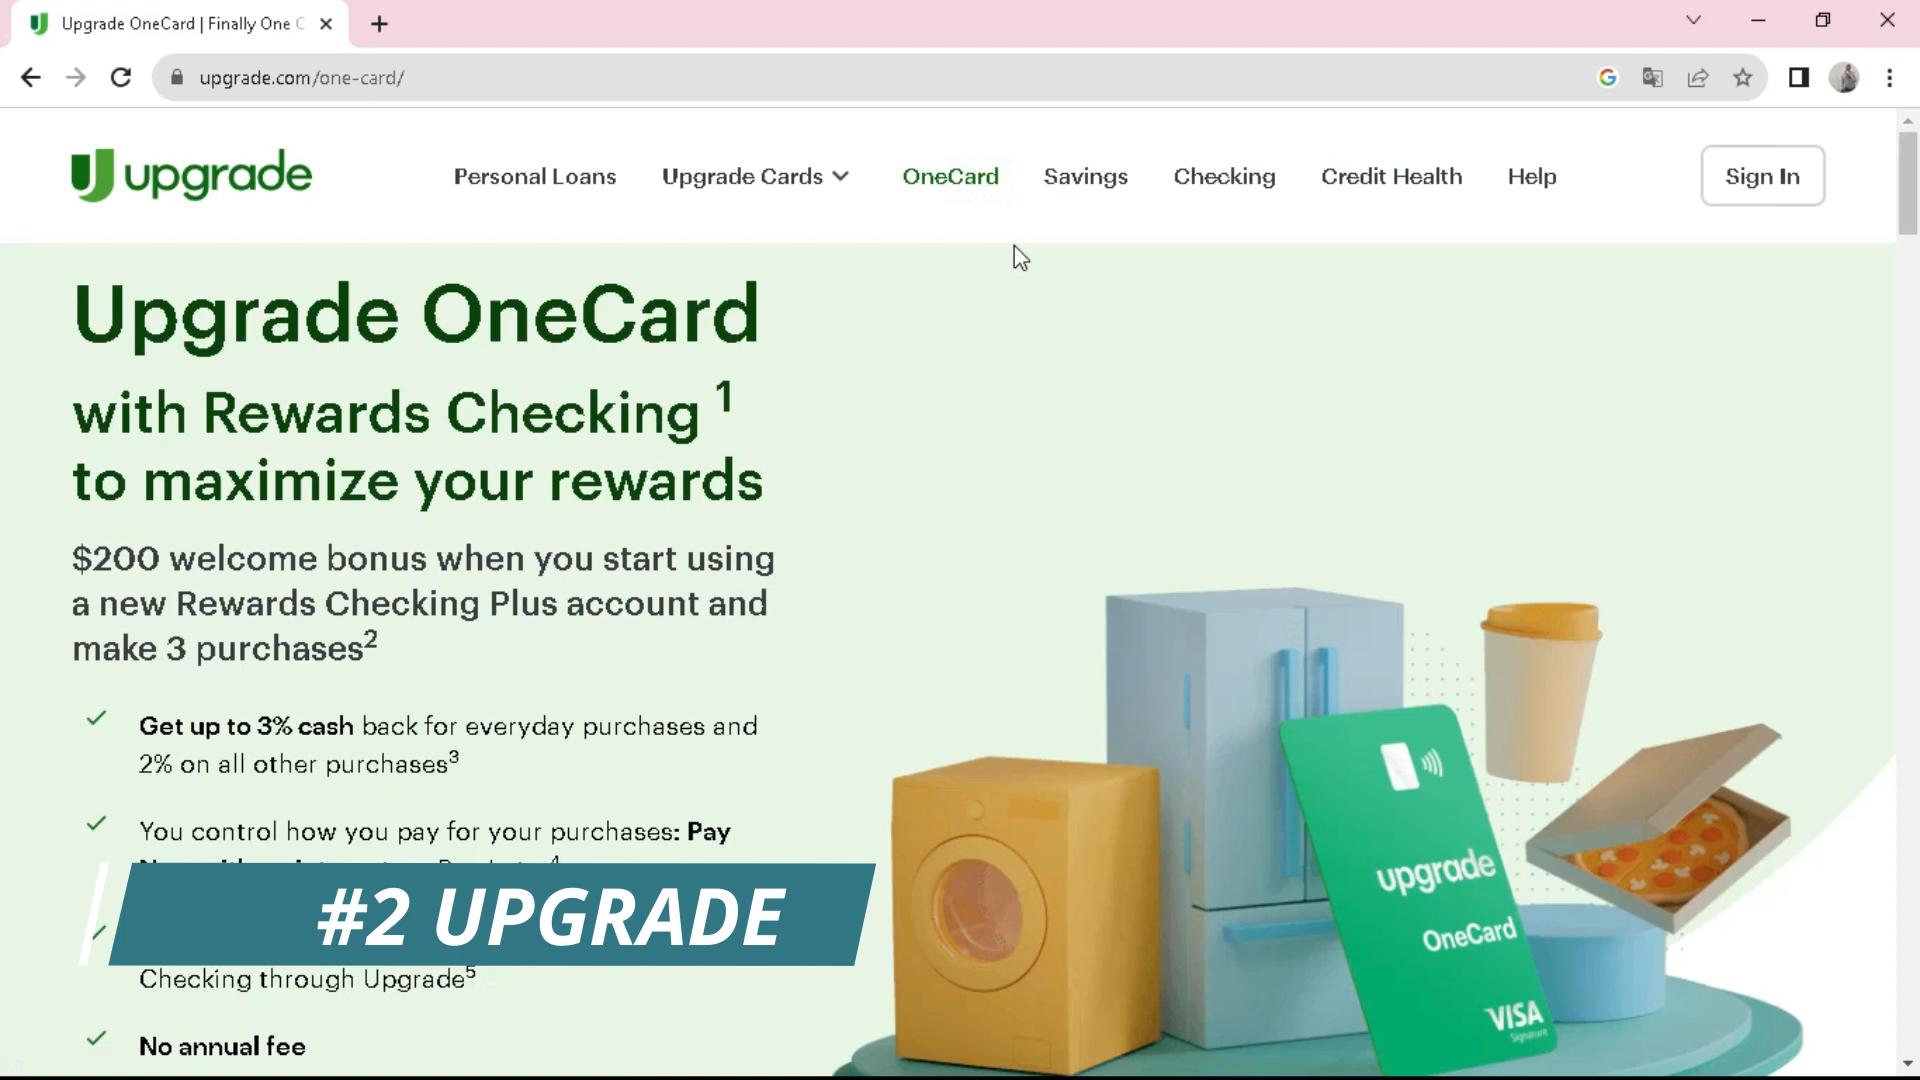 Upgrade OneCard | Finally One C
upgrade.com/one-card/
upgrade
Personal Loans
Upgrade Cards
OneCard
Savings
Checking
Credit Health
Help
Sign In
Upgrade OneCard
with Rewards Checking 1
to maximize your rewards
$200 welcome bonus when you start using
a new Rewards Checking Plus account and
make 3 purchases2
Get up to 3% cash back for everyday purchases and
2% on all other purchases3
You control how you pay for your purchases: Pay
#2 UPGRADE
Checking through Upgrade5
No annual fee
upgrade
OneCard
VISA
Signature